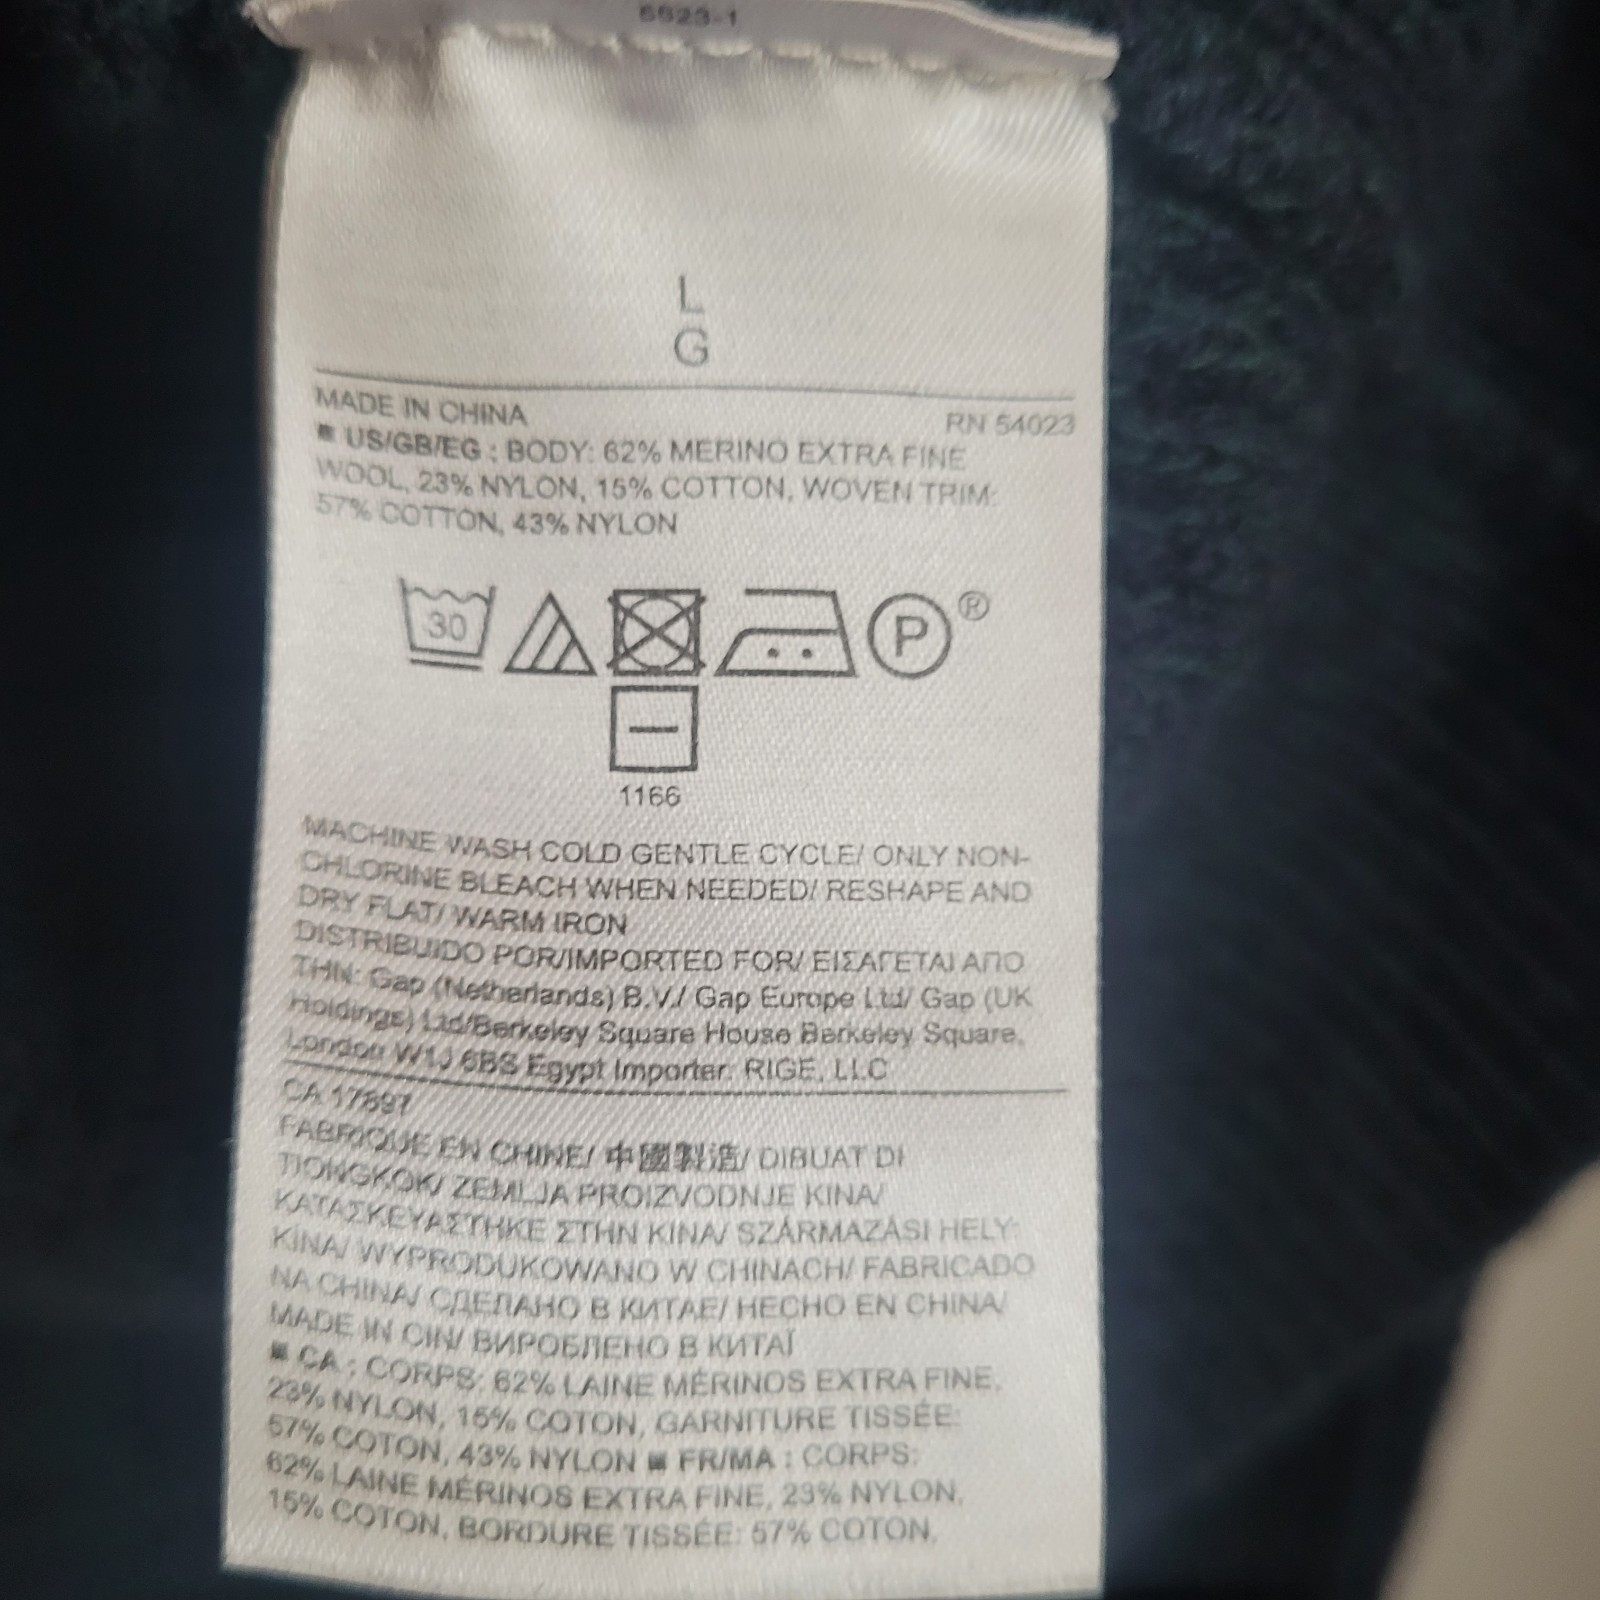 5523-1
L
G
MADE IN CHINA RN 54023
■ US/GB/EG : BODY: 62% MERINO EXTRA FINE
WOOL, 23% NYLON, 15% COTTON, WOVEN TRIM:
57% COTTON, 43% NYLON
30 P ®
1166
MACHINE WASH COLD GENTLE CYCLE/ ONLY NON-
CHLORINE BLEACH WHEN NEEDED/ RESHAPE AND
DRY FLAT/ WARM IRON
DISTRIBUIDO POR/IMPORTED FOR/ ΕΙΣΑΓΕΤΑΙ ΑΠΟ
ΤΗΝ: Gap (Netherlands) B.V./ Gap Europe Ltd/ Gap (UK
Holdings) Ltd/Berkeley Square House Berkeley Square,
London W1J 6BS Egypt Importer: RIGE, LLC
CA 17897
FABRIQUE EN CHINE/ 中國製造/ DIBUAT DI
TIONGKOK/ ZEMLJA PROIZVODNJE KINA/
ΚΑΤΑΣΚΕΥΑΣΤΗΚΕ ΣΤΗΝ ΚΙΝΑ/ SZÁRMAZÁSI HELY:
KÍNA/ WYPRODUKOWANO W CHINACH/ FABRICADO
NA CHINA/ СДЕЛАНО В КИТАЕ/ HECHO EN CHINA/
MADE IN CIN/ ВИРОБЛЕНО В КИТАЇ
■ CA : CORPS: 62% LAINE MÉRINOS EXTRA FINE,
23% NYLON, 15% COTON, GARNITURE TISSÉE:
57% COTON, 43% NYLON ■ FR/MA : CORPS:
62% LAINE MÉRINOS EXTRA FINE, 23% NYLON,
15% COTON, BORDURE TISSÉE: 57% COTON,